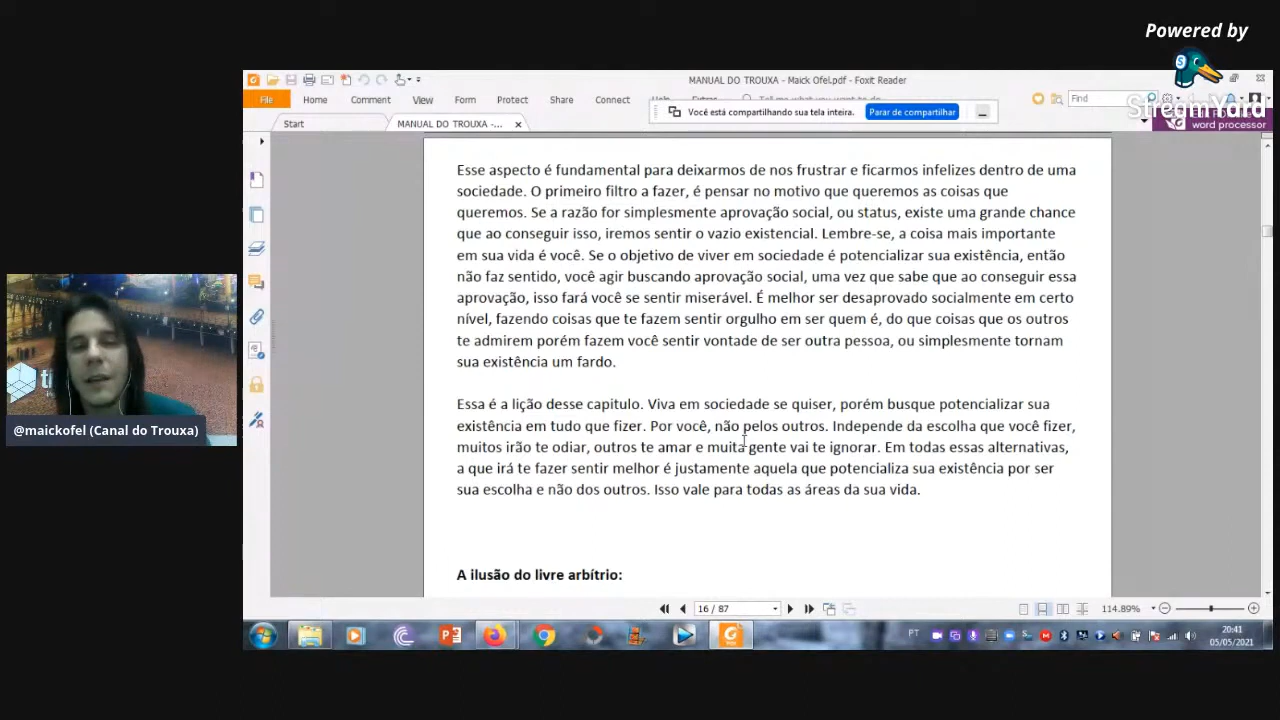 Powered by
StreamYard
MANUAL DO TROUXA - Maick Ofel.pdf - Foxit Reader
File Home Comment View Form Protect Share Connect Help Extras Tell me what you want to do..
Find
Você está compartilhando sua tela inteira. Parar de compartilhar
word processor
Start MANUAL DO TROUXA -...
Esse aspecto é fundamental para deixarmos de nos frustrar e ficarmos infelizes dentro de uma
sociedade. O primeiro filtro a fazer, é pensar no motivo que queremos as coisas que
queremos. Se a razão for simplesmente aprovação social, ou status, existe uma grande chance
que ao conseguir isso, iremos sentir o vazio existencial. Lembre-se, a coisa mais importante
em sua vida é você. Se o objetivo de viver em sociedade é potencializar sua existência, então
não faz sentido, você agir buscando aprovação social, uma vez que sabe que ao conseguir essa
aprovação, isso fará você se sentir miserável. É melhor ser desaprovado socialmente em certo
nível, fazendo coisas que te fazem sentir orgulho em ser quem é, do que coisas que os outros
te admirem porém fazem você sentir vontade de ser outra pessoa, ou simplesmente tornam
sua existência um fardo.
Essa é a lição desse capitulo. Viva em sociedade se quiser, porém busque potencializar sua
existência em tudo que fizer. Por você, não pelos outros. Independe da escolha que você fizer,
muitos irão te odiar, outros te amar e muita gente vai te ignorar. Em todas essas alternativas,
a que irá te fazer sentir melhor é justamente aquela que potencializa sua existência por ser
sua escolha e não dos outros. Isso vale para todas as áreas da sua vida.
A ilusão do livre arbítrio:
@maickofel (Canal do Trouxa)
16 / 87
114.89%
PT
20:41
05/05/2021